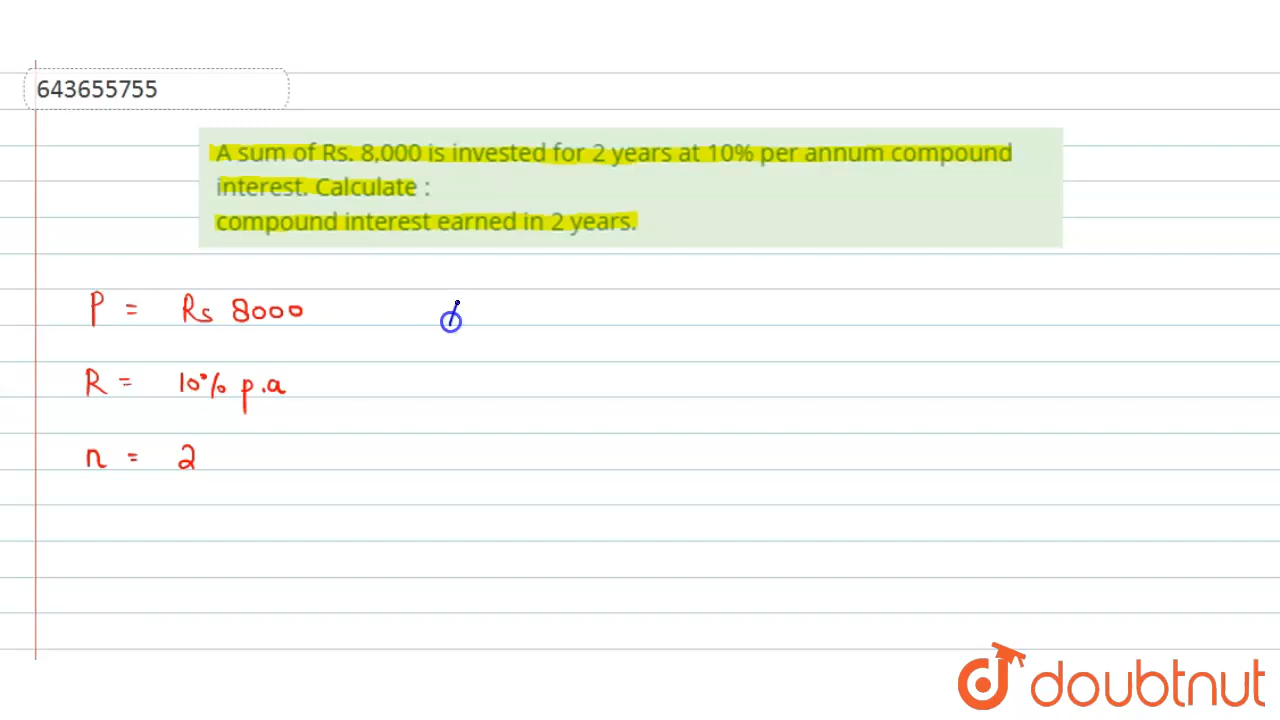 643655755
A sum of Rs. 8,000 is invested for 2 years at 10% per annum compound
interest. Calculate :
compound interest earned in 2 years.
P = Rs 8000
R = 10% p.a
n = 2
doubtnut